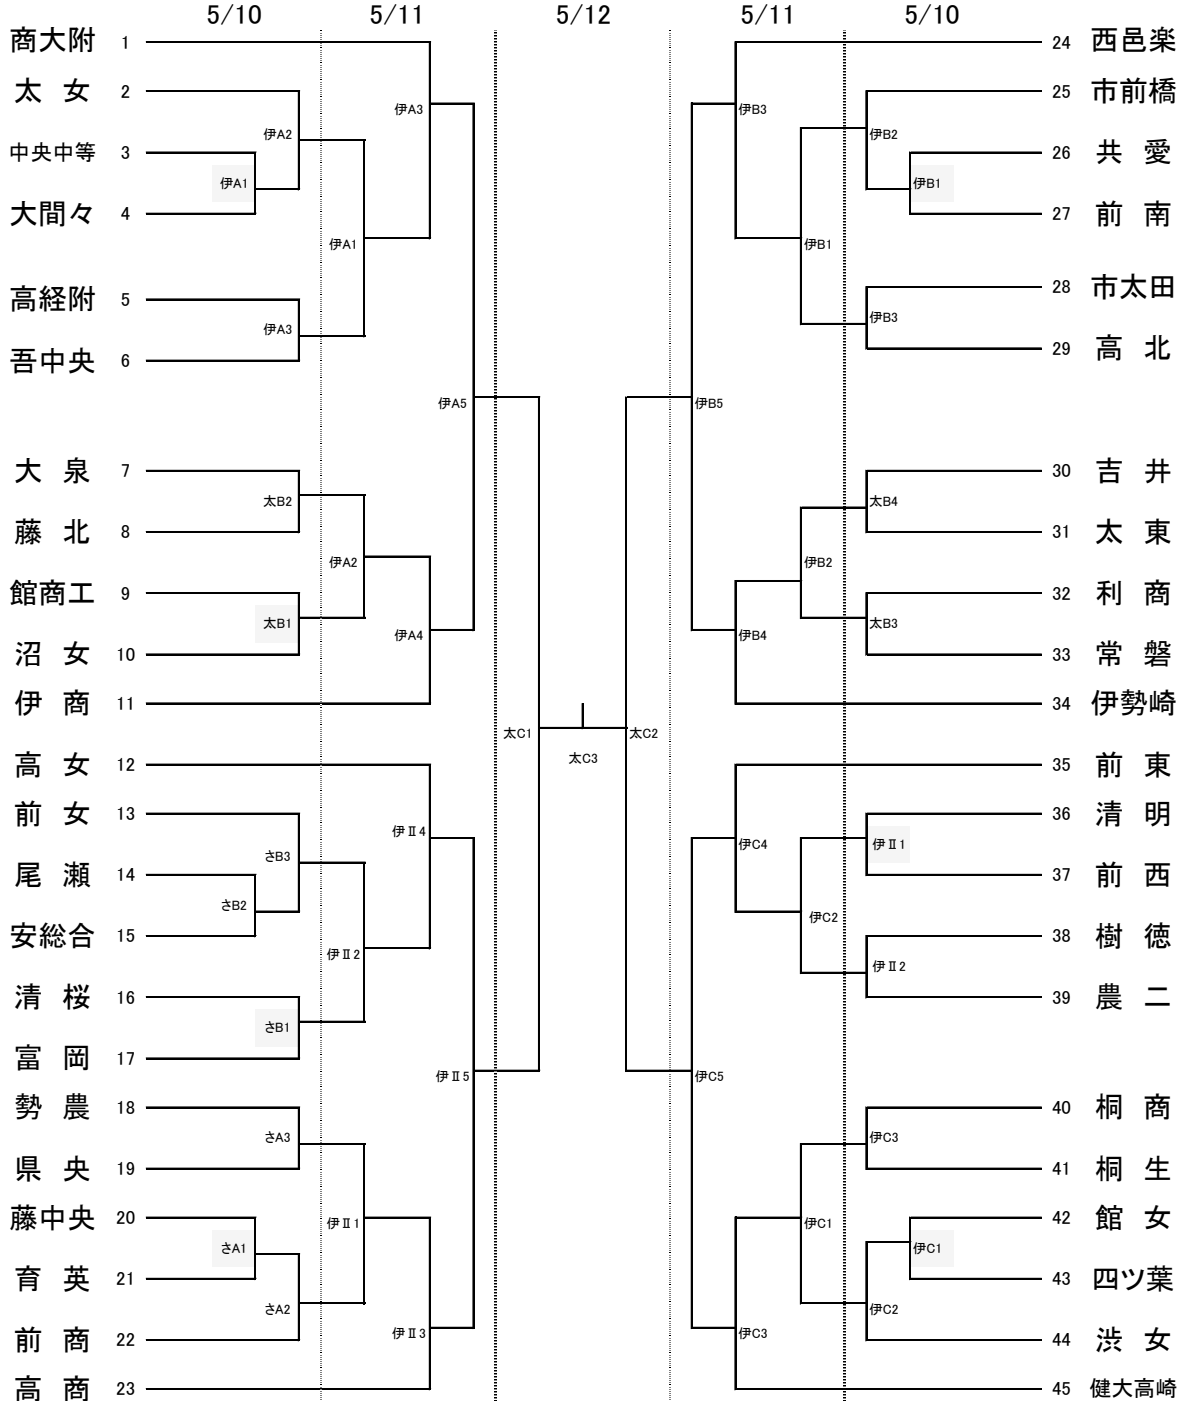 5/10 5/11 5/12 5/11 5/10
商大附 1
太 女 2
中央中等 3
大間々 4
高経附 5
吾中央 6
大 泉 7
藤 北 8
館商工 9
沼 女 10
伊 商 11
高 女 12
前 女 13
尾 瀬 14
安総合 15
清 桜 16
富 岡 17
勢 農 18
県 央 19
藤中央 20
育 英 21
前 商 22
高 商 23
伊A2
伊A1
伊A3
太B2
太B1
さB3
さB2
さB1
さA3
さA1
さA2
伊A3
伊A1
伊A2
伊A4
伊Ⅱ4
伊Ⅱ2
伊Ⅱ1
伊Ⅱ3
伊A5
伊Ⅱ5
太C1
太C3
太C2
伊B5
伊C5
伊B3
伊B1
伊B2
伊B4
伊C4
伊C2
伊C1
伊C3
伊B2
伊B1
伊B3
太B4
太B3
伊Ⅱ1
伊Ⅱ2
伊C3
伊C1
伊C2
24 西邑楽
25 市前橋
26 共 愛
27 前 南
28 市太田
29 高 北
30 吉 井
31 太 東
32 利 商
33 常 磐
34 伊勢崎
35 前 東
36 清 明
37 前 西
38 樹 徳
39 農 二
40 桐 商
41 桐 生
42 館 女
43 四ツ葉
44 渋 女
45 健大高崎